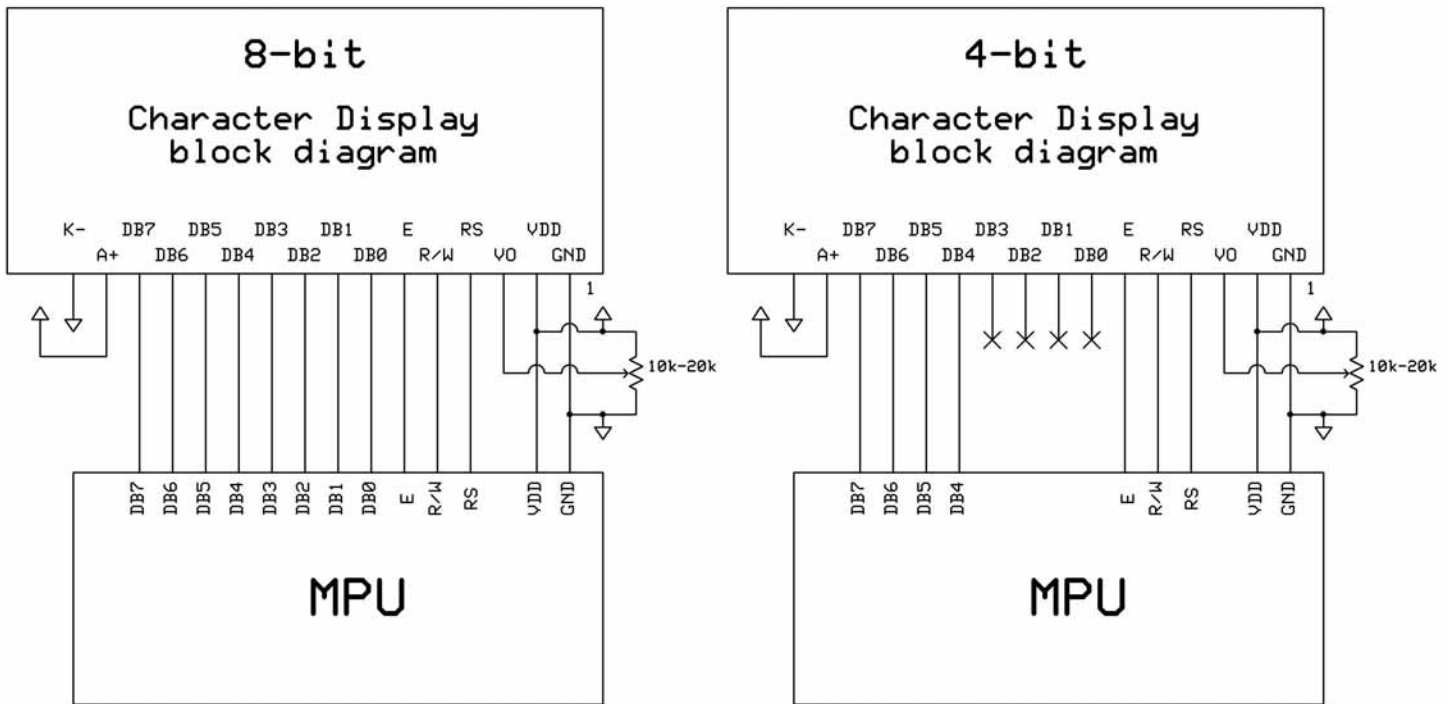 8-bit
Character Display
block diagram
K- DB7 DB5 DB3 DB1 E RS VDD
A+ DB6 DB4 DB2 DB0 R/W VO GND
1
10k-20k
DB7 DB6 DB5 DB4 DB3 DB2 DB1 DB0 E R/W RS VDD GND
MPU
4-bit
Character Display
block diagram
K- DB7 DB5 DB3 DB1 E RS VDD
A+ DB6 DB4 DB2 DB0 R/W VO GND
1
10k-20k
DB7 DB6 DB5 DB4 E R/W RS VDD GND
MPU